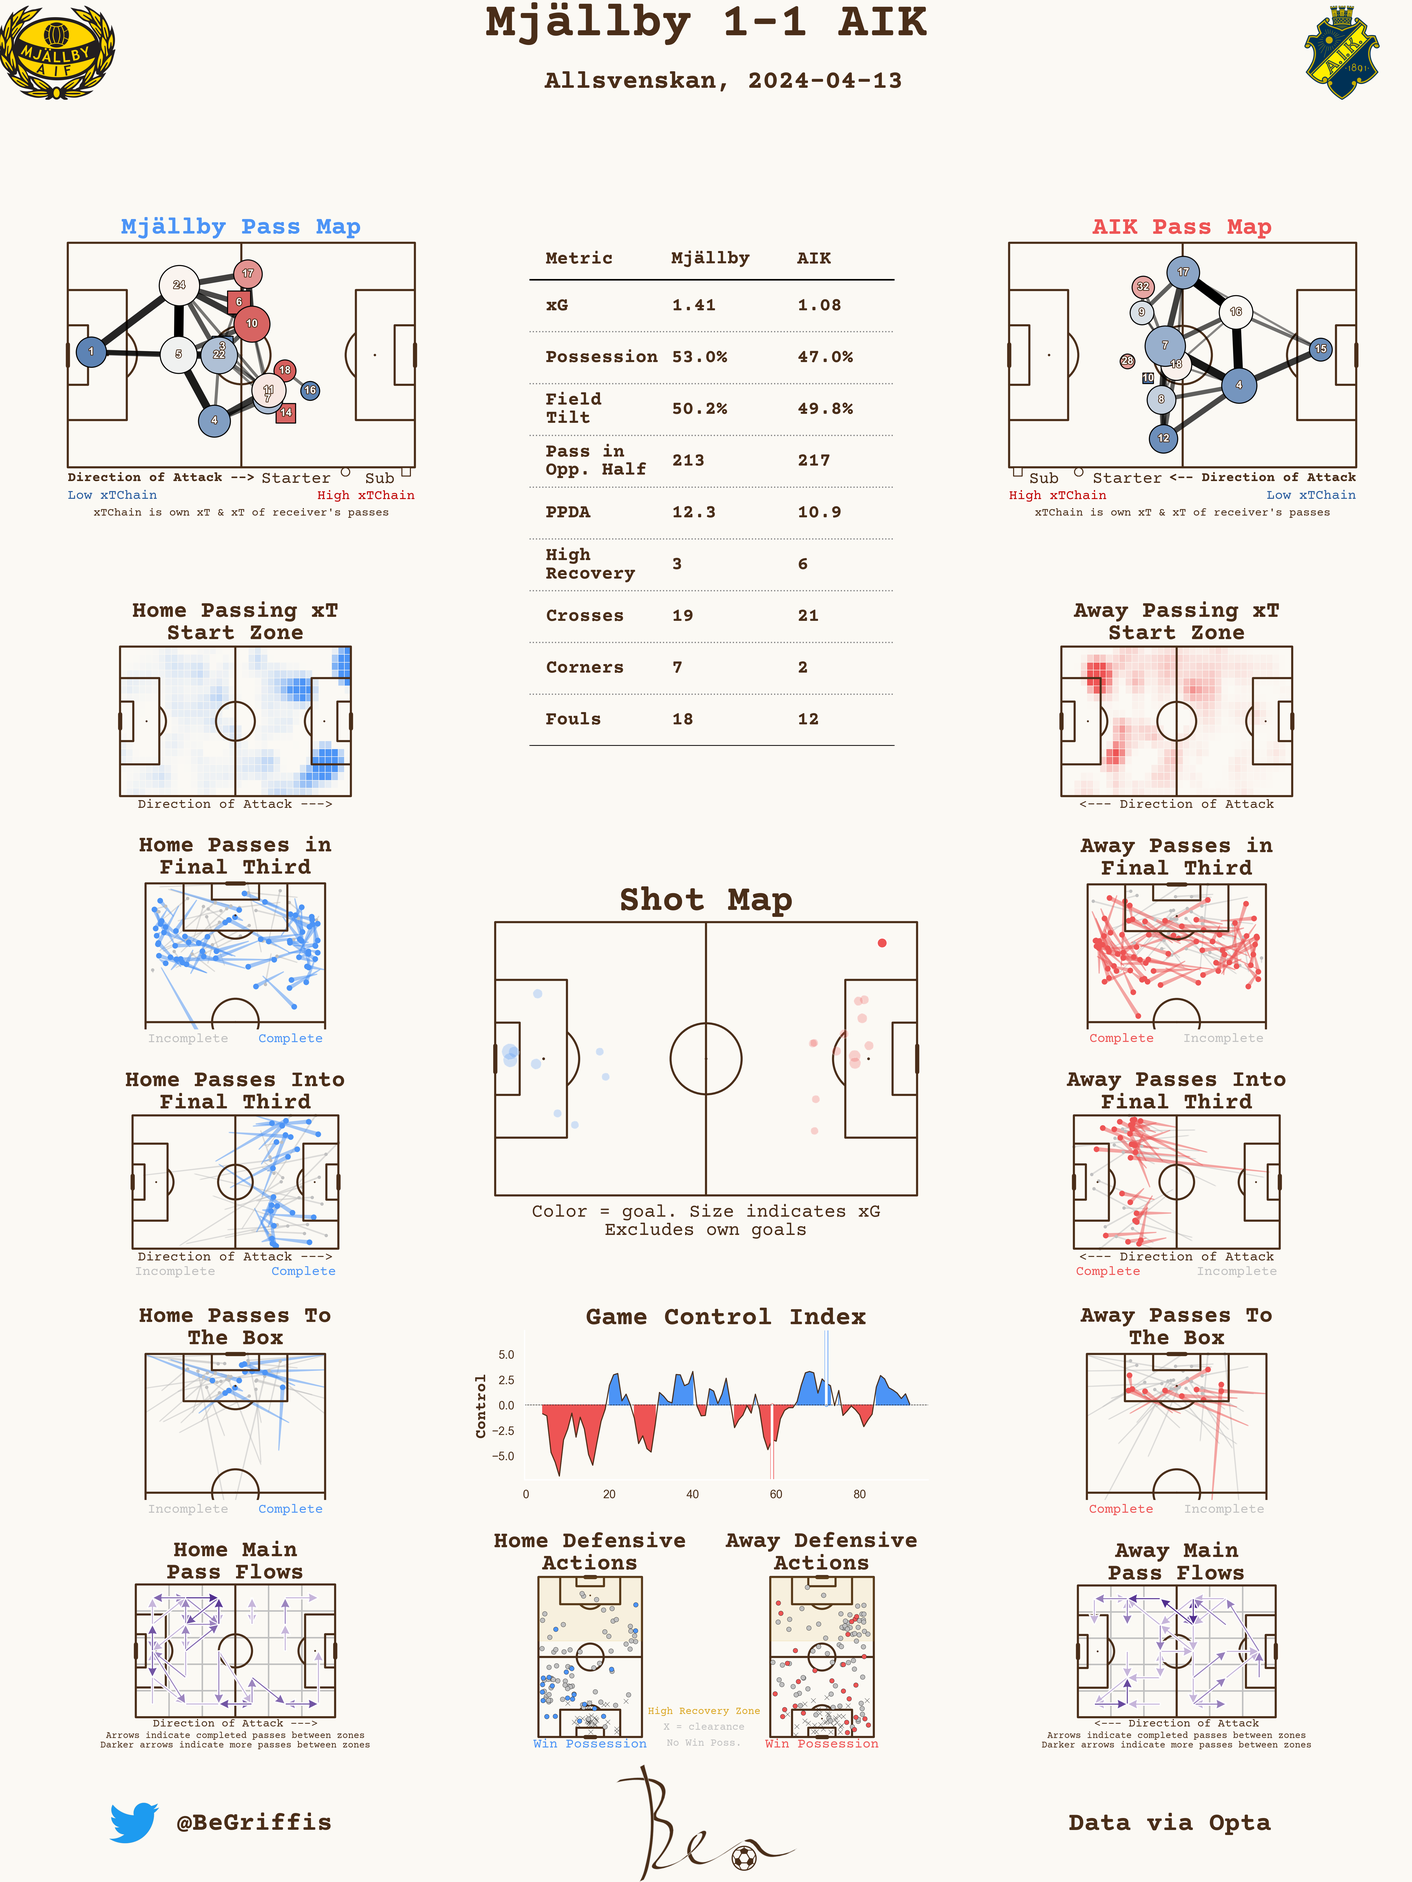 Mjällby 1-1 AIK
Allsvenskan, 2024-04-13
MJÄLLBY
AIF
A.I.K.
1891
Mjällby Pass Map
24
17
6
10
1
5
3
22
18
11
7
16
14
4
Direction of Attack --> Starter Sub
Low xTChain High xTChain
xTChain is own xT & xT of receiver's passes
Metric Mjällby AIK
xG 1.41 1.08
Possession 53.0% 47.0%
Field
Tilt 50.2% 49.8%
Pass in
Opp. Half 213 217
PPDA 12.3 10.9
High
Recovery 3 6
Crosses 19 21
Corners 7 2
Fouls 18 12
AIK Pass Map
17
32
9
16
7
15
28
18
10
4
8
12
Sub Starter <-- Direction of Attack
High xTChain Low xTChain
xTChain is own xT & xT of receiver's passes
Home Passing xT
Start Zone
Direction of Attack --->
Away Passing xT
Start Zone
<--- Direction of Attack
Home Passes in
Final Third
Incomplete Complete
Away Passes in
Final Third
Complete Incomplete
Shot Map
Color = goal. Size indicates xG
Excludes own goals
Home Passes Into
Final Third
Direction of Attack --->
Incomplete Complete
Away Passes Into
Final Third
<--- Direction of Attack
Complete Incomplete
Home Passes To
The Box
Incomplete Complete
Game Control Index
Control
5.0
2.5
0.0
−2.5
−5.0
0 20 40 60 80
Away Passes To
The Box
Complete Incomplete
Home Main
Pass Flows
Direction of Attack --->
Arrows indicate completed passes between zones
Darker arrows indicate more passes between zones
Home Defensive
Actions
Win Possession
High Recovery Zone
X = clearance
No Win Poss.
Away Defensive
Actions
Win Possession
Away Main
Pass Flows
<--- Direction of Attack
Arrows indicate completed passes between zones
Darker arrows indicate more passes between zones
@BeGriffis
Ben
Data via Opta